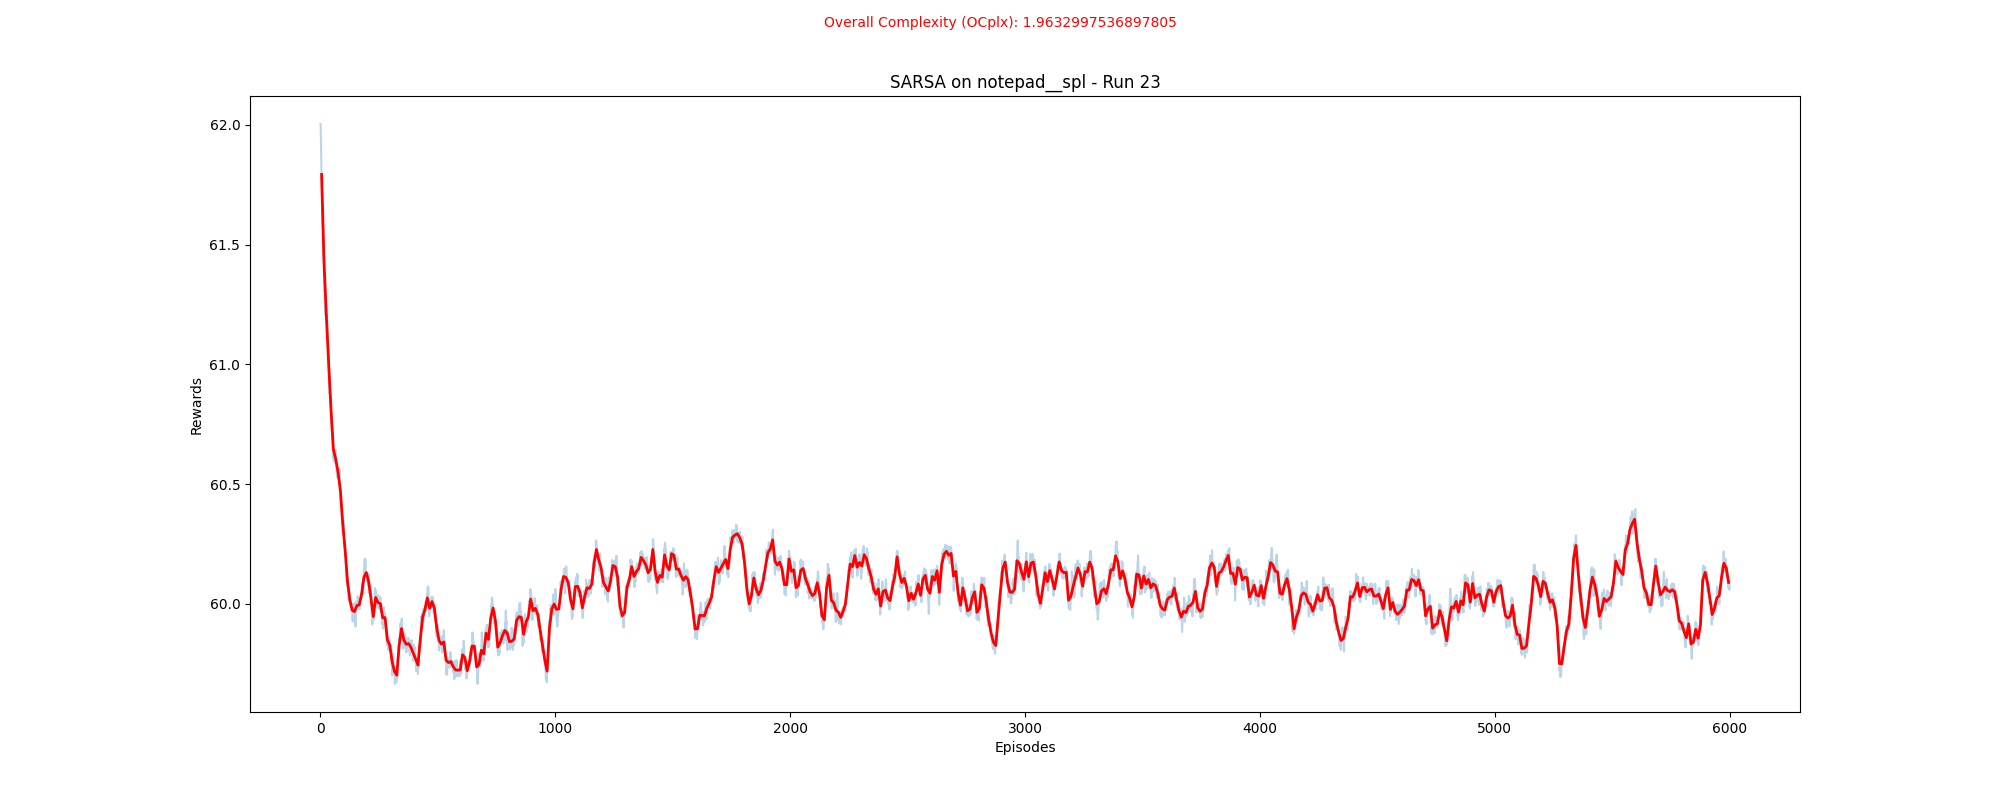 Overall Complexity (OCplx): 1.9632997536897805
SARSA on notepad__spl - Run 23
62.0
61.5
61.0
60.5
60.0
Rewards
0 1000 2000 3000 4000 5000 6000
Episodes